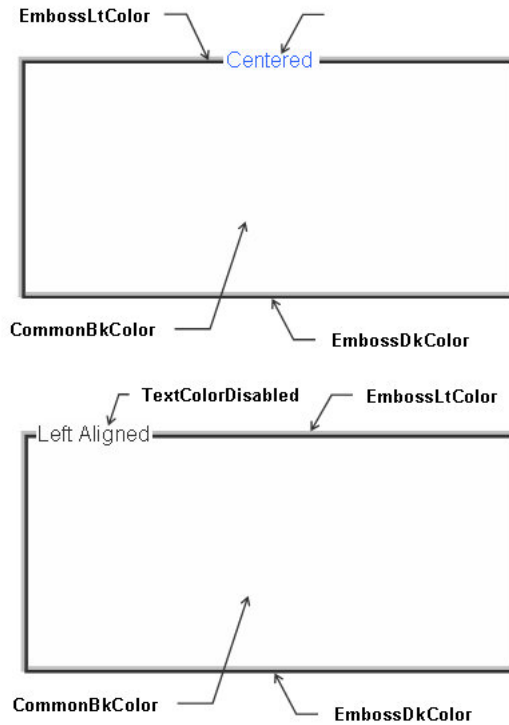 EmbossLtColor
Centered
CommonBkColor
EmbossDkColor
TextColorDisabled
EmbossLtColor
Left Aligned
CommonBkColor
EmbossDkColor